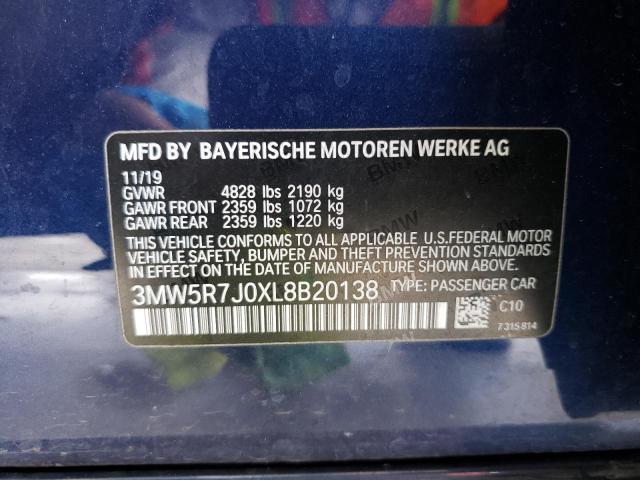 MFD BY BAYERISCHE MOTOREN WERKE AG
11/19
GVWR 4828 lbs 2190 kg
GAWR FRONT 2359 lbs 1072 kg
GAWR REAR 2359 lbs 1220 kg
THIS VEHICLE CONFORMS TO ALL APPLICABLE U.S.FEDERAL MOTOR
VEHICLE SAFETY, BUMPER AND THEFT PREVENTION STANDARDS
IN EFFECT ON THE DATE OF MANUFACTURE SHOWN ABOVE.
3MW5R7J0XL8B20138 TYPE: PASSENGER CAR
C10
7315814